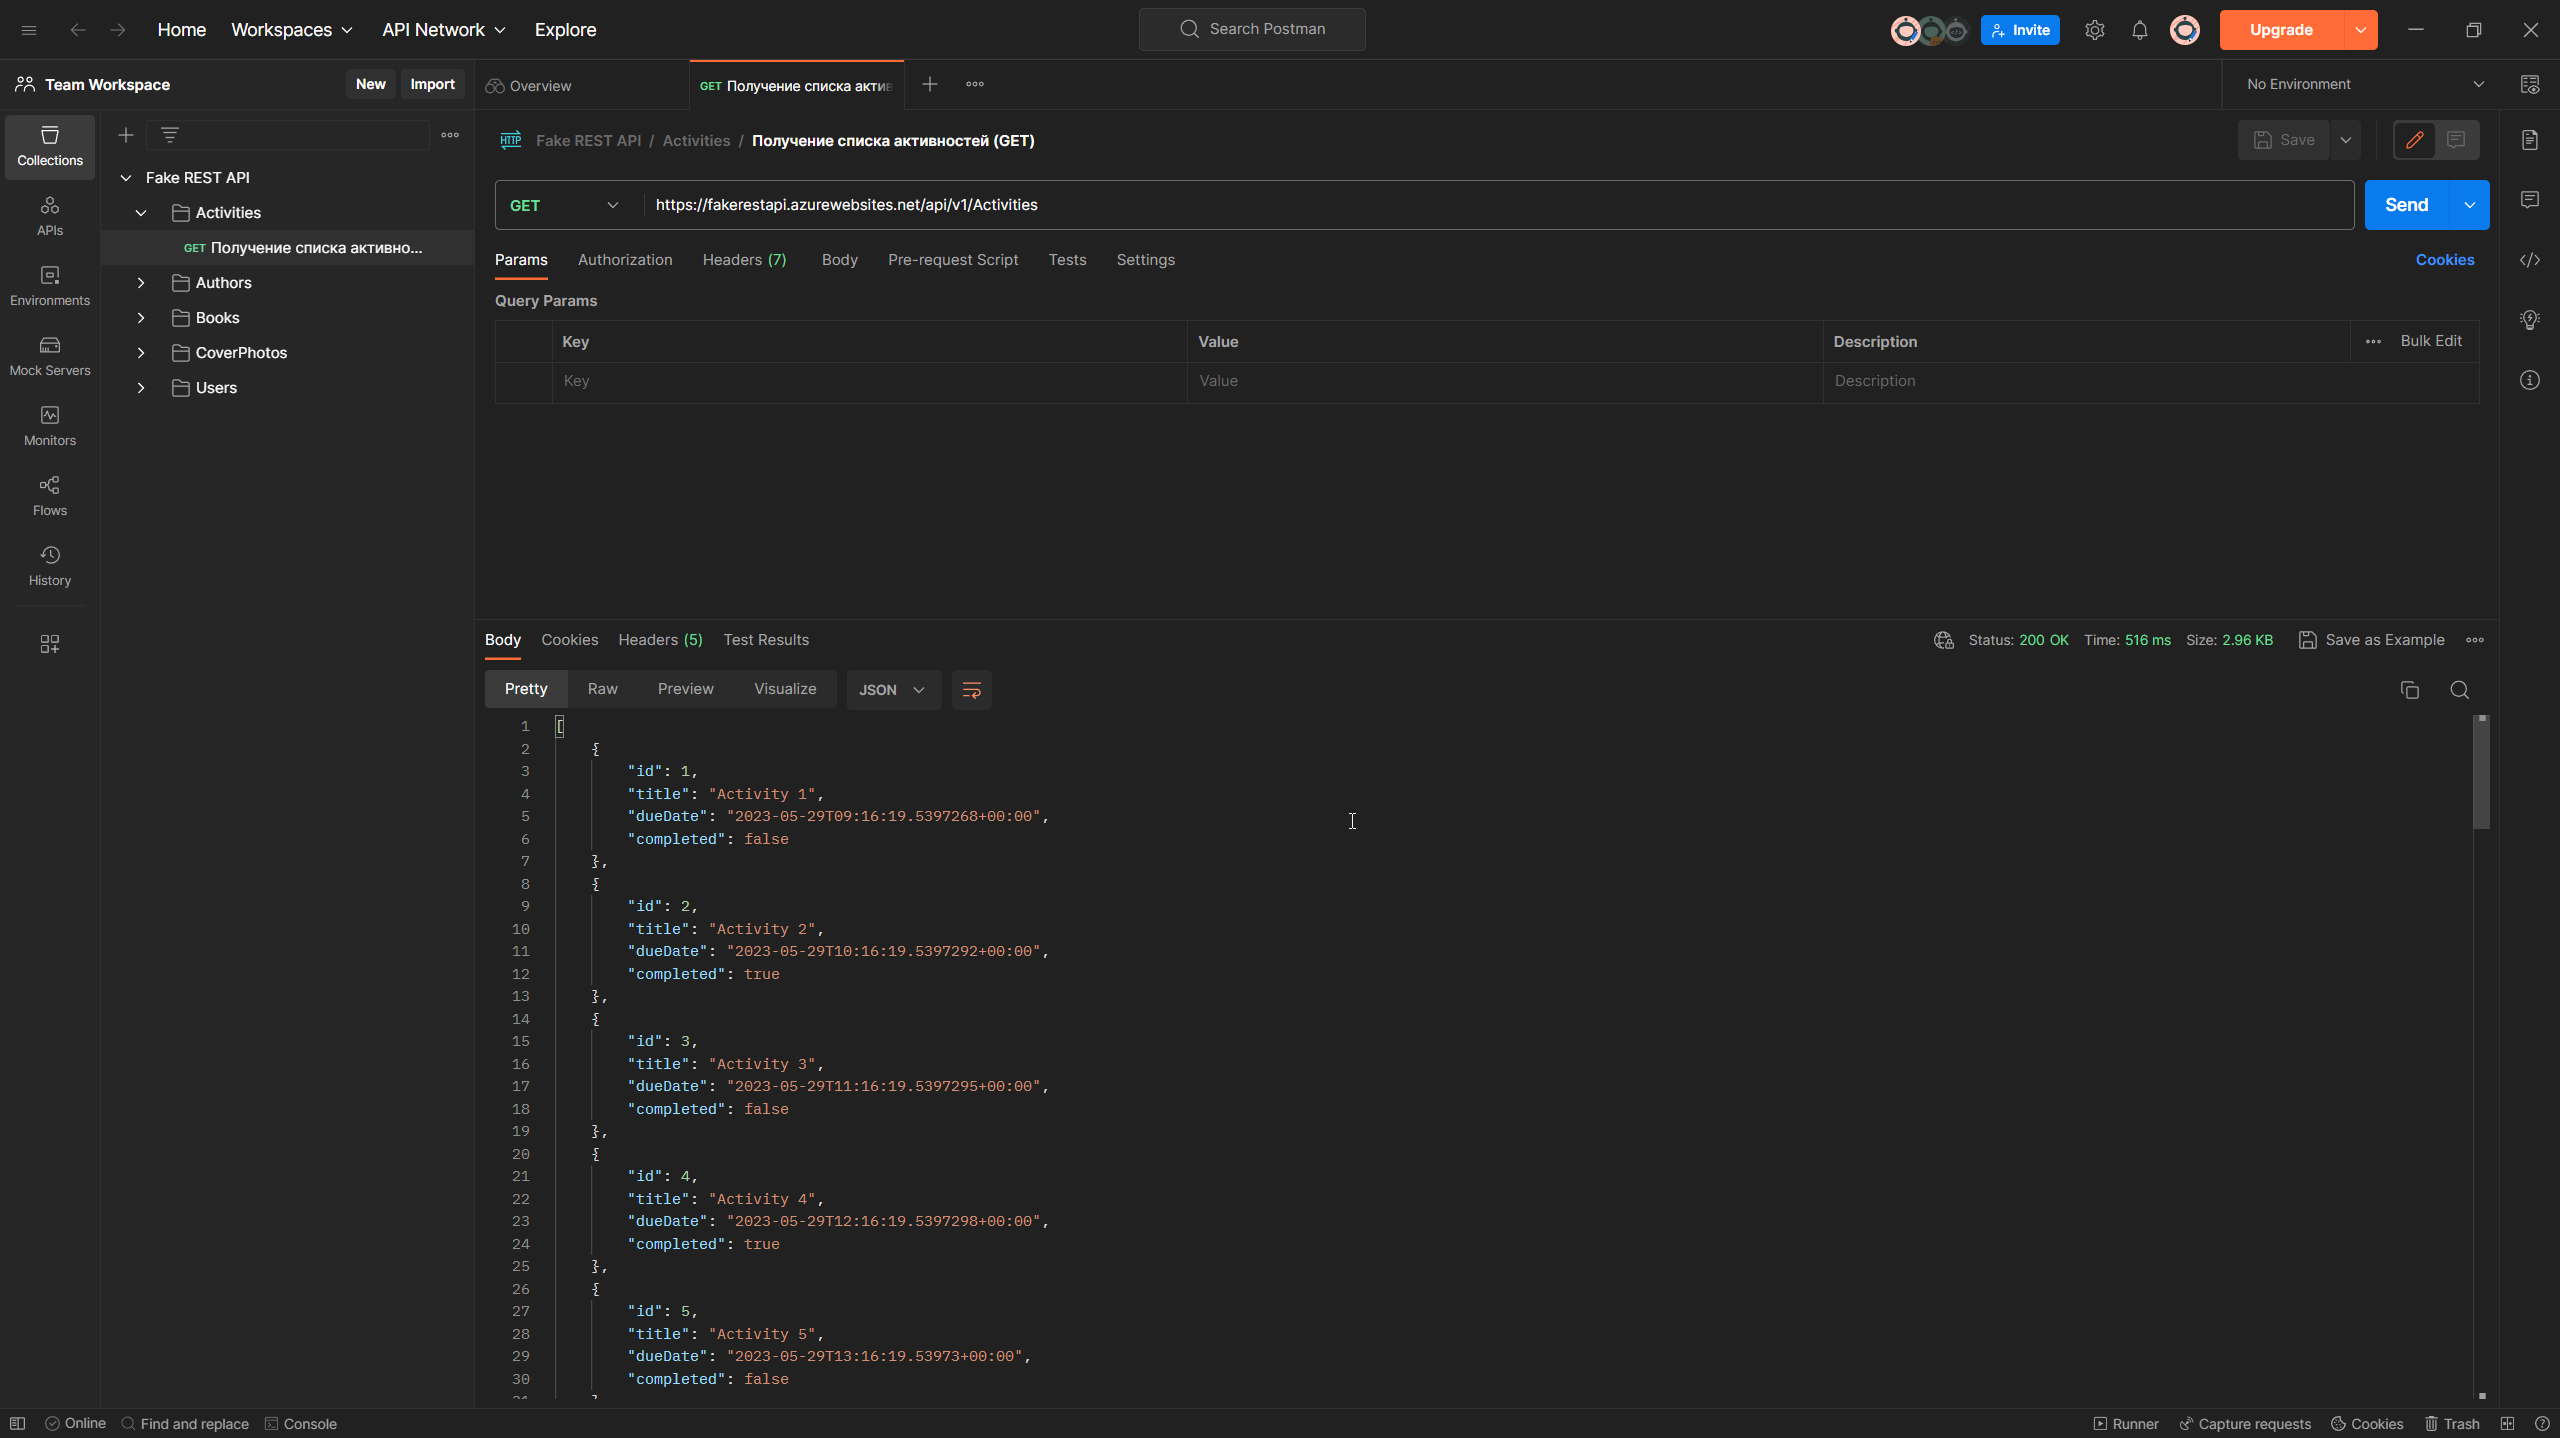 Home Workspaces API Network Explore Search Postman Invite Upgrade
Team Workspace New Import Overview GET Получение списка актив No Environment
Collections
APIs
Environments
Mock Servers
Monitors
Flows
History
Fake REST API
Activities
GET Получение списка активно...
Authors
Books
CoverPhotos
Users
HTTP Fake REST API / Activities / Получение списка активностей (GET) Save
GET https://fakerestapi.azurewebsites.net/api/v1/Activities Send
Params Authorization Headers (7) Body Pre-request Script Tests Settings Cookies
Query Params
Key Value Description Bulk Edit
Key Value Description
Body Cookies Headers (5) Test Results Status: 200 OK Time: 516 ms Size: 2.96 KB Save as Example
Pretty Raw Preview Visualize JSON
1 [
2 {
3 "id": 1,
4 "title": "Activity 1",
5 "dueDate": "2023-05-29T09:16:19.5397268+00:00",
6 "completed": false
7 },
8 {
9 "id": 2,
10 "title": "Activity 2",
11 "dueDate": "2023-05-29T10:16:19.5397292+00:00",
12 "completed": true
13 },
14 {
15 "id": 3,
16 "title": "Activity 3",
17 "dueDate": "2023-05-29T11:16:19.5397295+00:00",
18 "completed": false
19 },
20 {
21 "id": 4,
22 "title": "Activity 4",
23 "dueDate": "2023-05-29T12:16:19.5397298+00:00",
24 "completed": true
25 },
26 {
27 "id": 5,
28 "title": "Activity 5",
29 "dueDate": "2023-05-29T13:16:19.53973+00:00",
30 "completed": false
Online Find and replace Console Runner Capture requests Cookies Trash